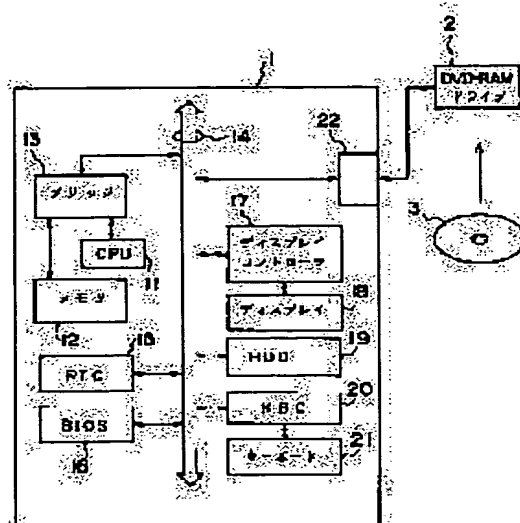 2
DVD-RAM
ドライブ
1
14
22
13
ブリッジ
17
3
ディスプレイ
コントローラ
CPU
11
メモリ
ディスプレイ
18
12
15
HDD
19
RTC
20
KBC
BIOS
キーボード
16
21